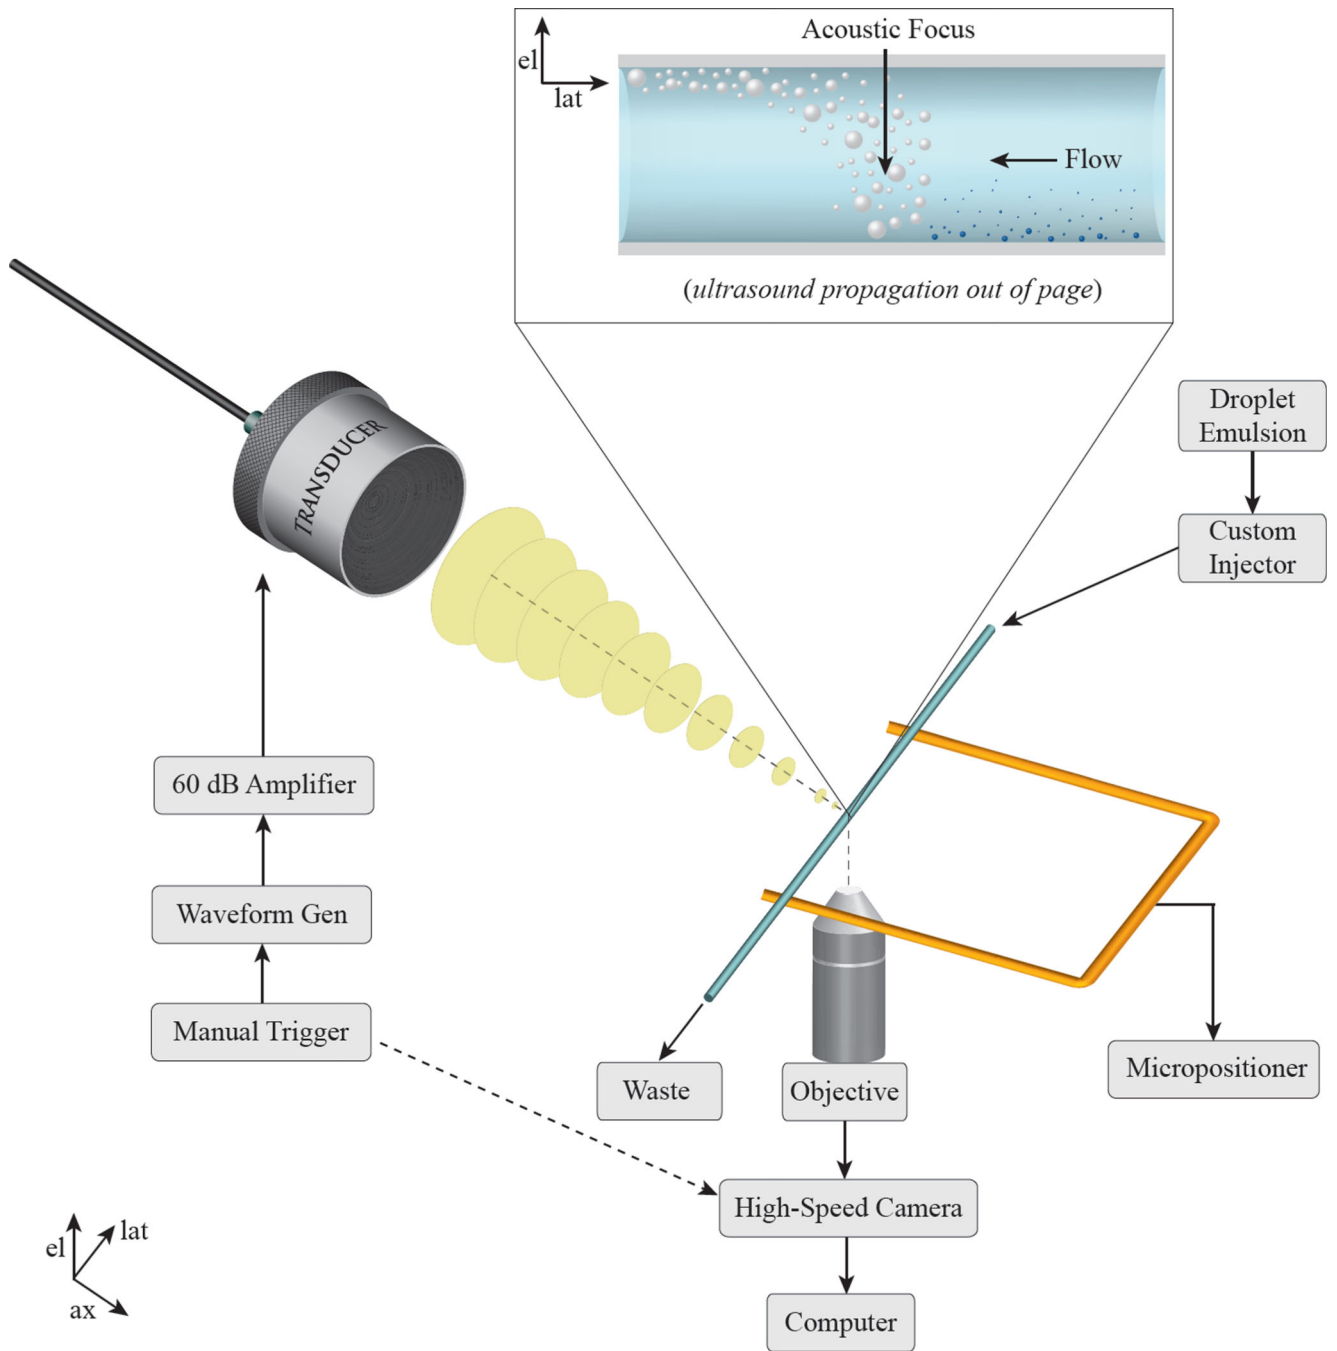 Acoustic Focus
el
lat
Flow
(ultrasound propagation out of page)
TRANSDUCER
Droplet
Emulsion
Custom
Injector
60 dB Amplifier
Waveform Gen
Manual Trigger
Waste
Objective
Micropositioner
High-Speed Camera
Computer
el
lat
ax